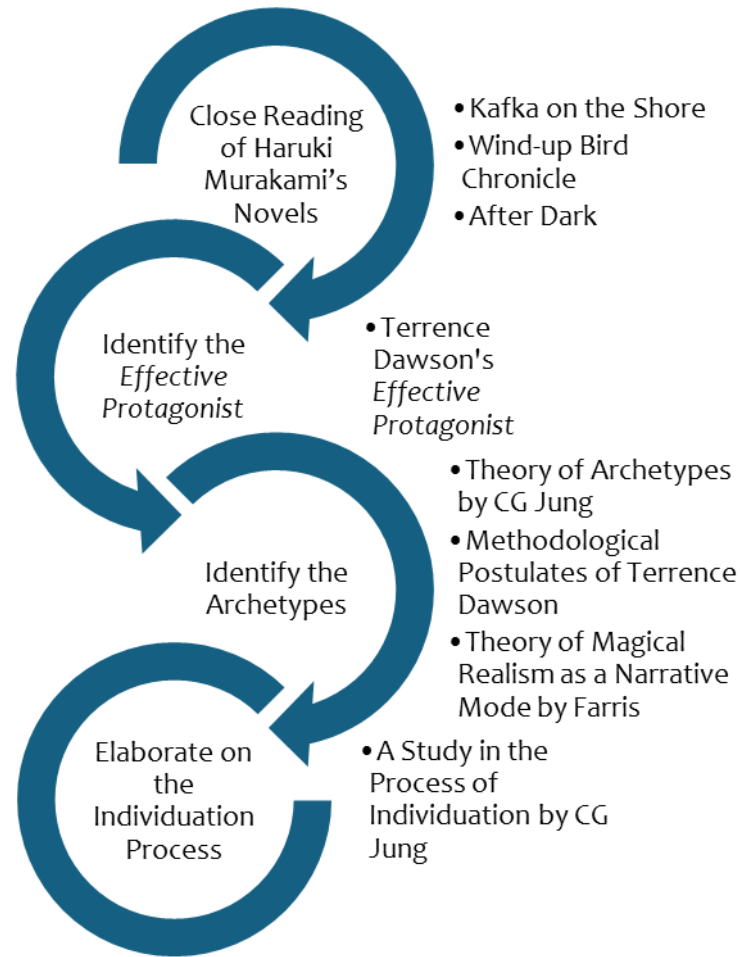 Close Reading
of Haruki
Murakami’s
Novels
•Kafka on the Shore
•Wind-up Bird
Chronicle
•After Dark
Identify the
Effective
Protagonist
•Terrence
Dawson's
Effective
Protagonist
Identify the
Archetypes
•Theory of Archetypes
by CG Jung
•Methodological
Postulates of Terrence
Dawson
•Theory of Magical
Realism as a Narrative
Mode by Farris
Elaborate on
the
Individuation
Process
•A Study in the
Process of
Individuation by CG
Jung